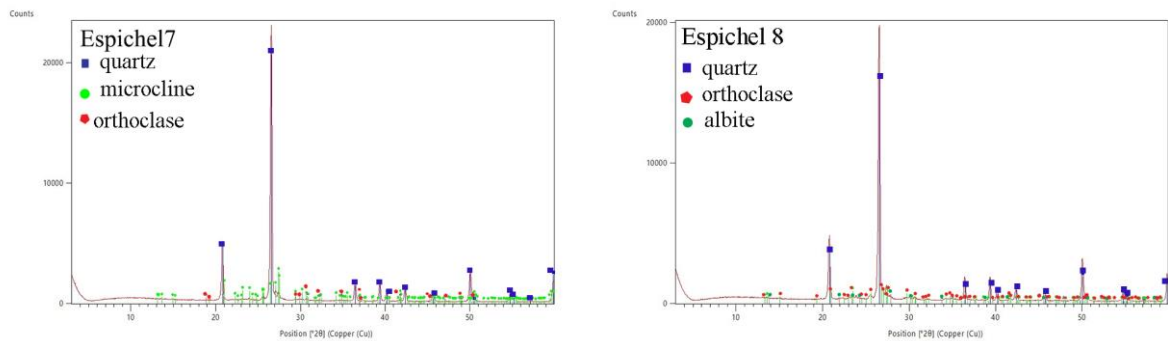 Counts
Espichel7
quartz
microcline
orthoclase
20000
10000
0
10 20 30 40 50
Position [°2θ] (Copper (Cu))
Counts
20000
Espichel 8
quartz
orthoclase
albite
10000
0
10 20 30 40 50
Position [°2θ] (Copper (Cu))